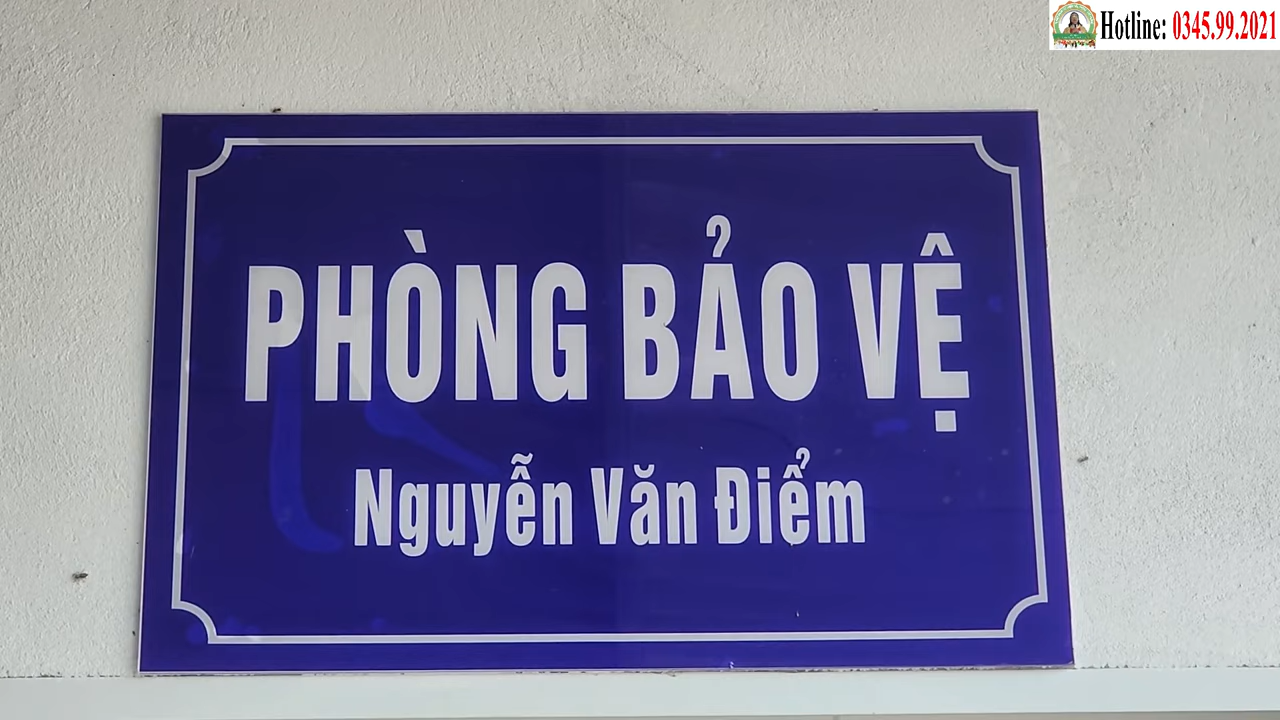 Hotline: 0345.99.2021
PHÒNG BẢO VỆ
Nguyễn Văn Điểm